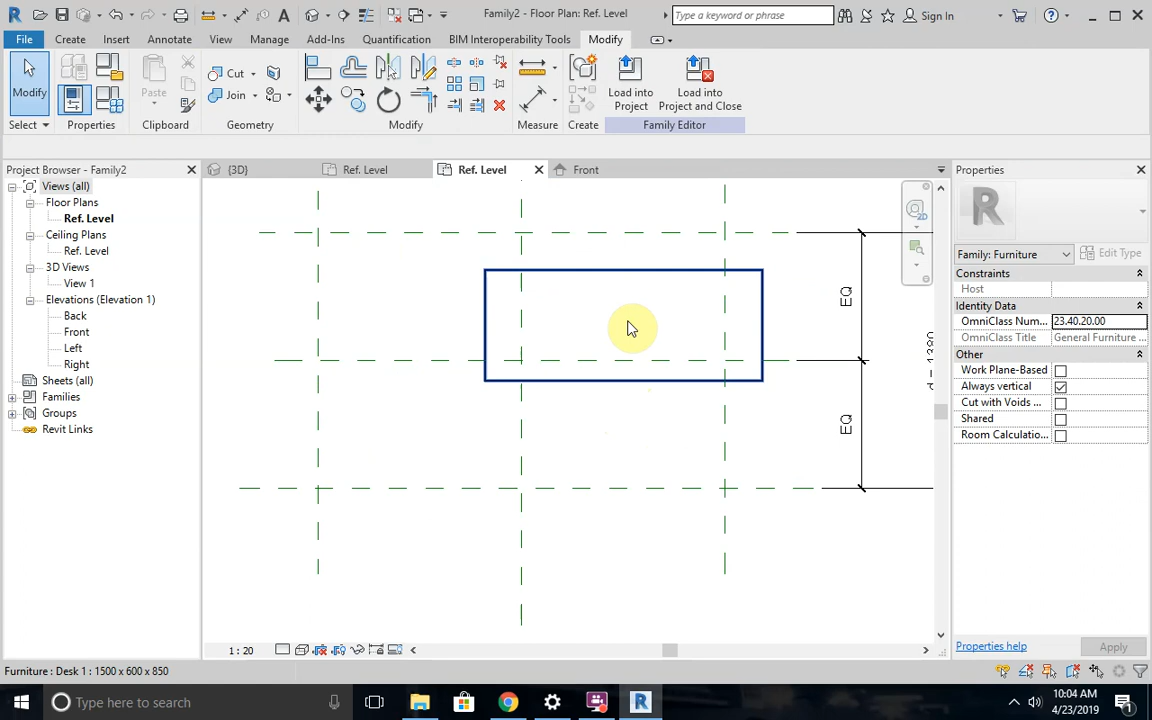 Family2 - Floor Plan: Ref. Level
Type a keyword or phrase
Sign In
File
Create
Insert
Annotate
View
Manage
Add-Ins
Quantification
BIM Interoperability Tools
Modify
Modify
Cut
Join
Paste
Load into
Project
Load into
Project and Close
Select
Properties
Clipboard
Geometry
Modify
Measure
Create
Family Editor
Project Browser - Family2
{3D}
Ref. Level
Ref. Level
Front
Properties
Views (all)
Floor Plans
Ref. Level
Ceiling Plans
Ref. Level
3D Views
View 1
Elevations (Elevation 1)
Back
Front
Left
Right
Sheets (all)
Families
Groups
Revit Links
2D
EQ
EQ
Family: Furniture
Edit Type
Constraints
Host
Identity Data
OmniClass Num...
23.40.20.00
OmniClass Title
General Furniture ...
Other
Work Plane-Based
Always vertical
Cut with Voids ...
Shared
Room Calculatio...
Properties help
Apply
1 : 20
Furniture : Desk 1 : 1500 x 600 x 850
Type here to search
10:04 AM
4/23/2019
1